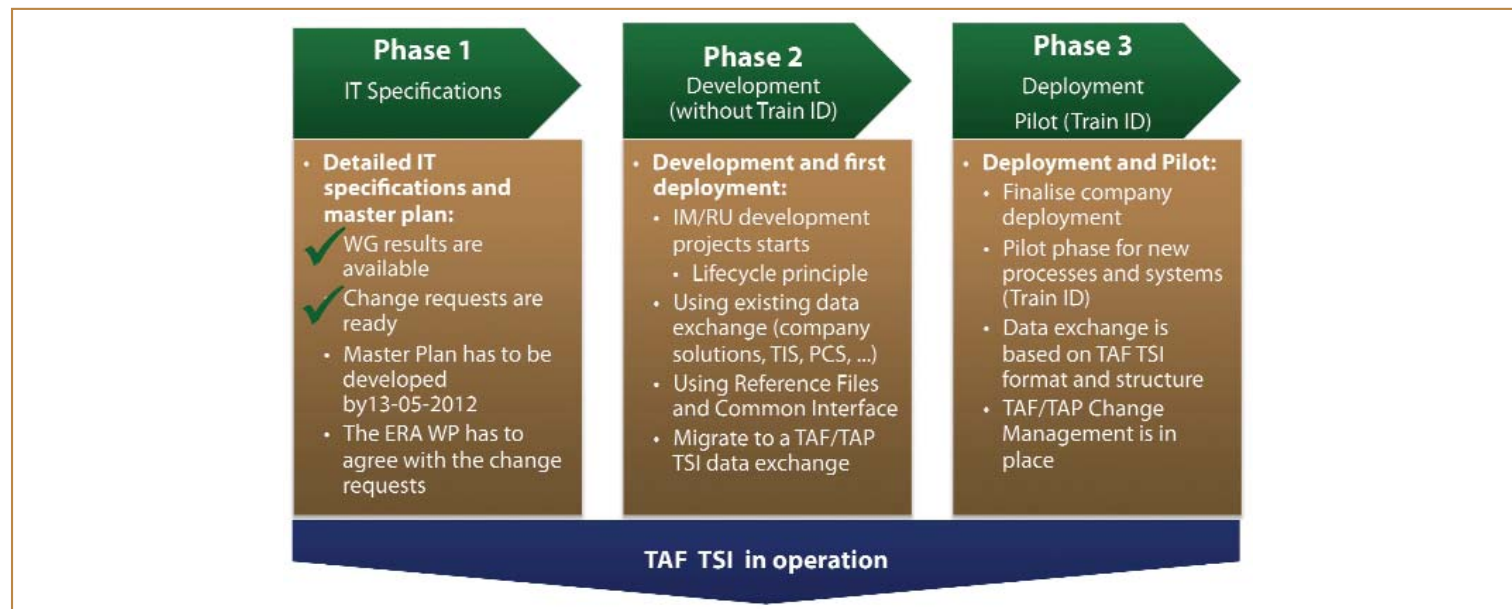 Phase 1
IT Specifications
• Detailed IT
specifications and
master plan:
WG results are
available
• Change requests are
ready
• Master Plan has to be
developed
by13-05-2012
• The ERA WP has to
agree with the change
requests
Phase 2
Development
(without Train ID)
• Development and first
deployment:
• IM/RU development
projects starts
• Lifecycle principle
• Using existing data
exchange (company
solutions, TIS, PCS, ...)
• Using Reference Files
and Common Interface
• Migrate to a TAF/TAP
TSI data exchange
Phase 3
Deployment
Pilot (Train ID)
• Deployment and Pilot:
• Finalise company
deployment
• Pilot phase for new
processes and systems
(Train ID)
• Data exchange is
based on TAF TSI
format and structure
• TAF/TAP Change
Management is in
place
TAF TSI in operation